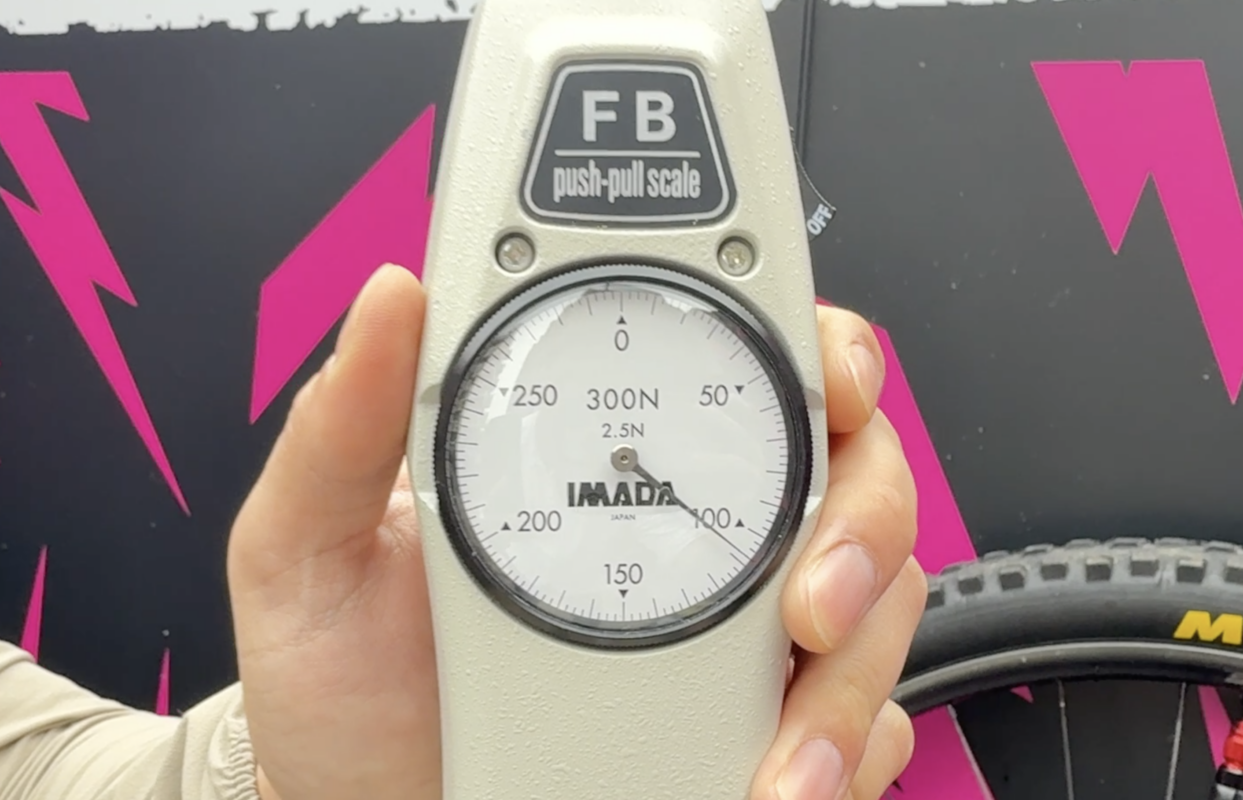 FB
push-pull scale
OFF
0
250 300N 50
2.5N
IMADA
JAPAN
200 100
150
M